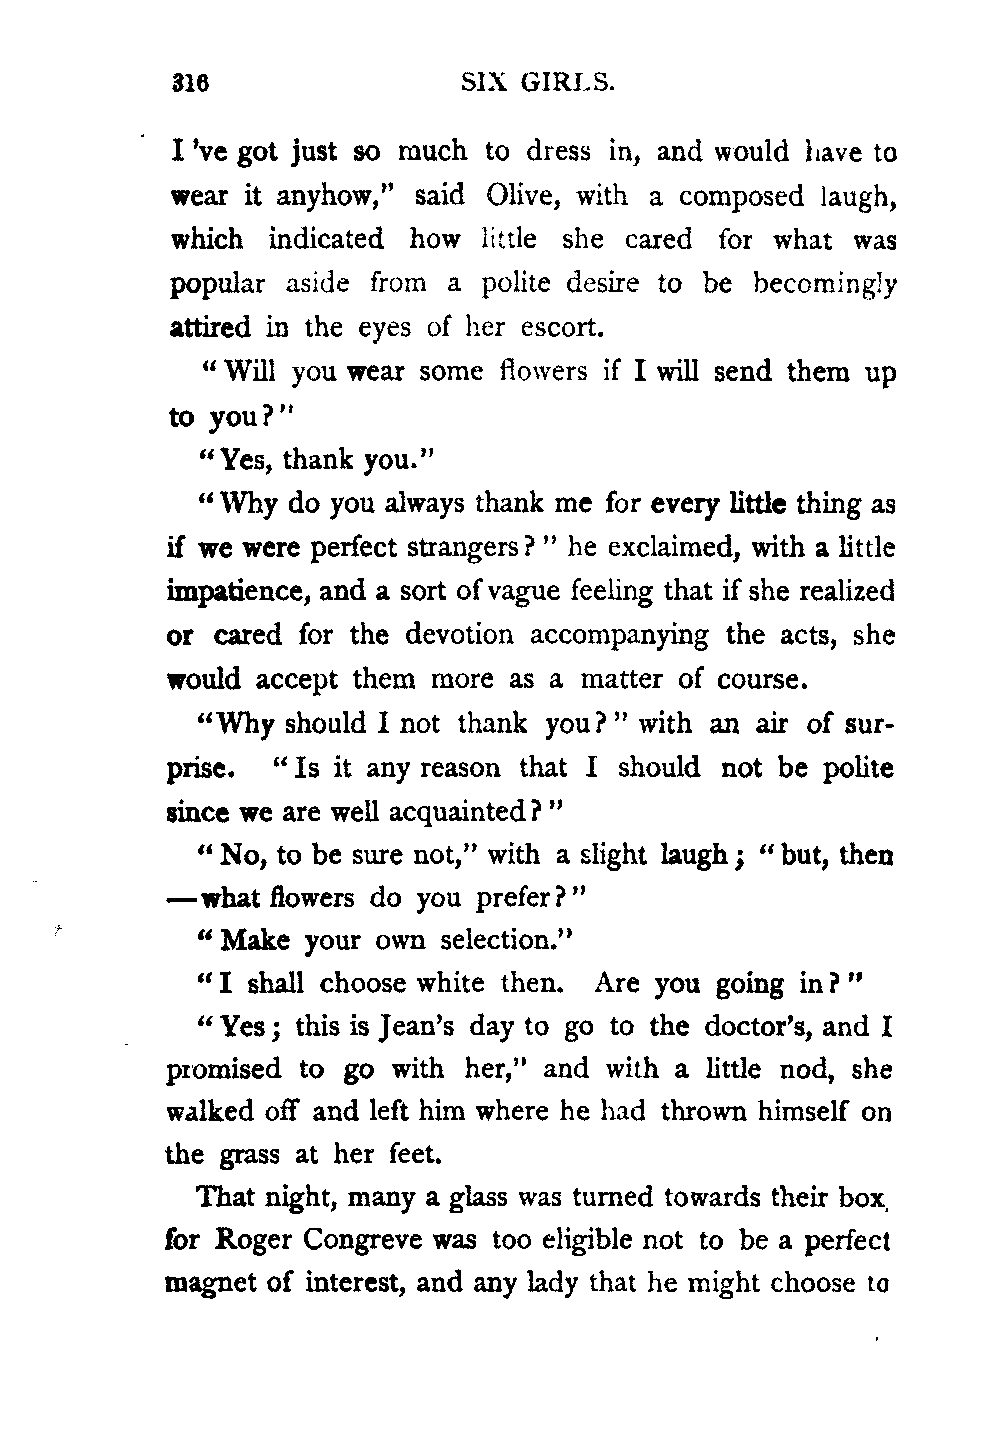 316 SIX GIRLS.
I 've got just so much to dress in, and would have to
wear it anyhow," said Olive, with a composed laugh,
which indicated how little she cared for what was
popular aside from a polite desire to be becomingly
attired in the eyes of her escort.
"Will you wear some flowers if I will send them up
to you?"
"Yes, thank you."
"Why do you always thank me for every little thing as
if we were perfect strangers?" he exclaimed, with a little
impatience, and a sort of vague feeling that if she realized
or cared for the devotion accompanying the acts, she
would accept them more as a matter of course.
"Why should I not thank you?" with an air of sur-
prise. "Is it any reason that I should not be polite
since we are well acquainted?"
"No, to be sure not," with a slight laugh; "but, then
—what flowers do you prefer?"
"Make your own selection."
"I shall choose white then. Are you going in?"
"Yes; this is Jean's day to go to the doctor's, and I
promised to go with her," and with a little nod, she
walked off and left him where he had thrown himself on
the grass at her feet.
That night, many a glass was turned towards their box,
for Roger Congreve was too eligible not to be a perfect
magnet of interest, and any lady that he might choose to